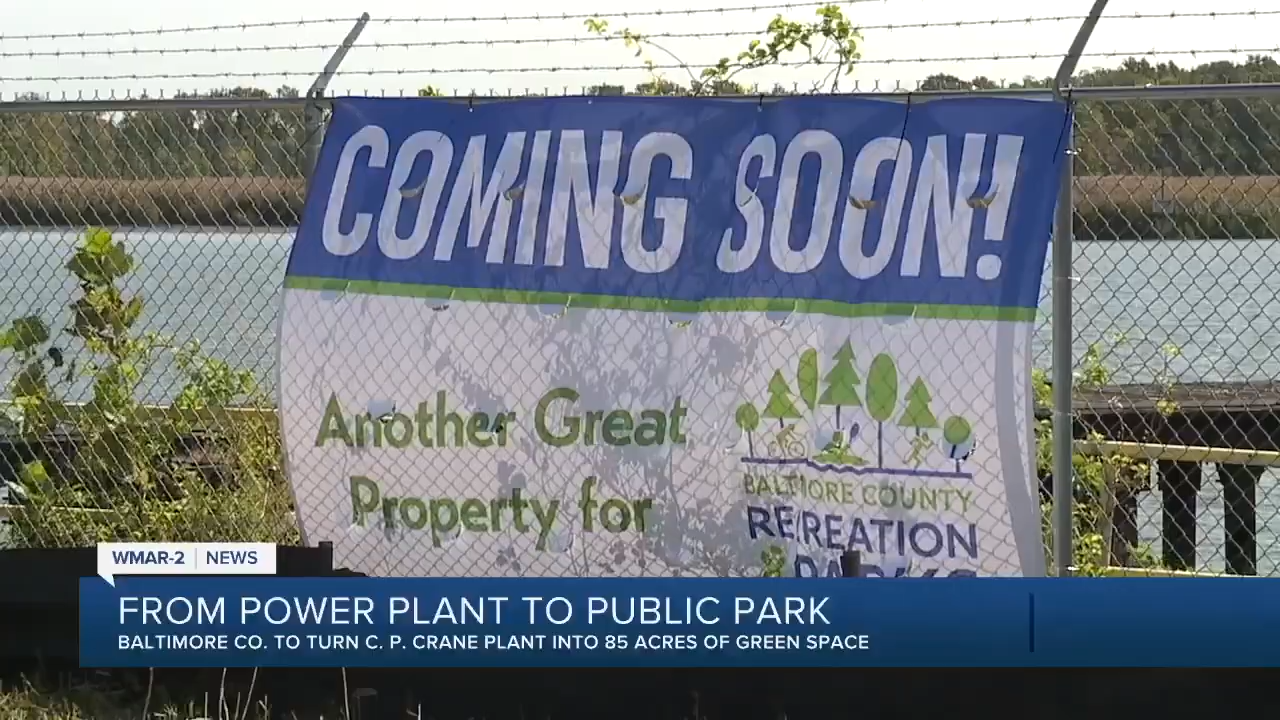 COMING SOON!
Another Great
Property for
BALTIMORE COUNTY
RECREATION
PARKS
WMAR-2 | NEWS
FROM POWER PLANT TO PUBLIC PARK
BALTIMORE CO. TO TURN C. P. CRANE PLANT INTO 85 ACRES OF GREEN SPACE